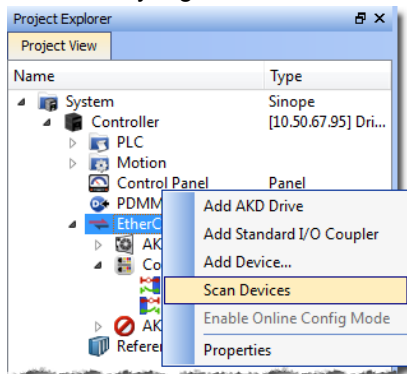 Project Explorer
Project View
Name Type
System Sinope
Controller [10.50.67.95] Dri...
PLC
Motion
Control Panel Panel
PDMM
EtherC
AK
Co
AK
Referen
Add AKD Drive
Add Standard I/O Coupler
Add Device...
Scan Devices
Enable Online Config Mode
Properties